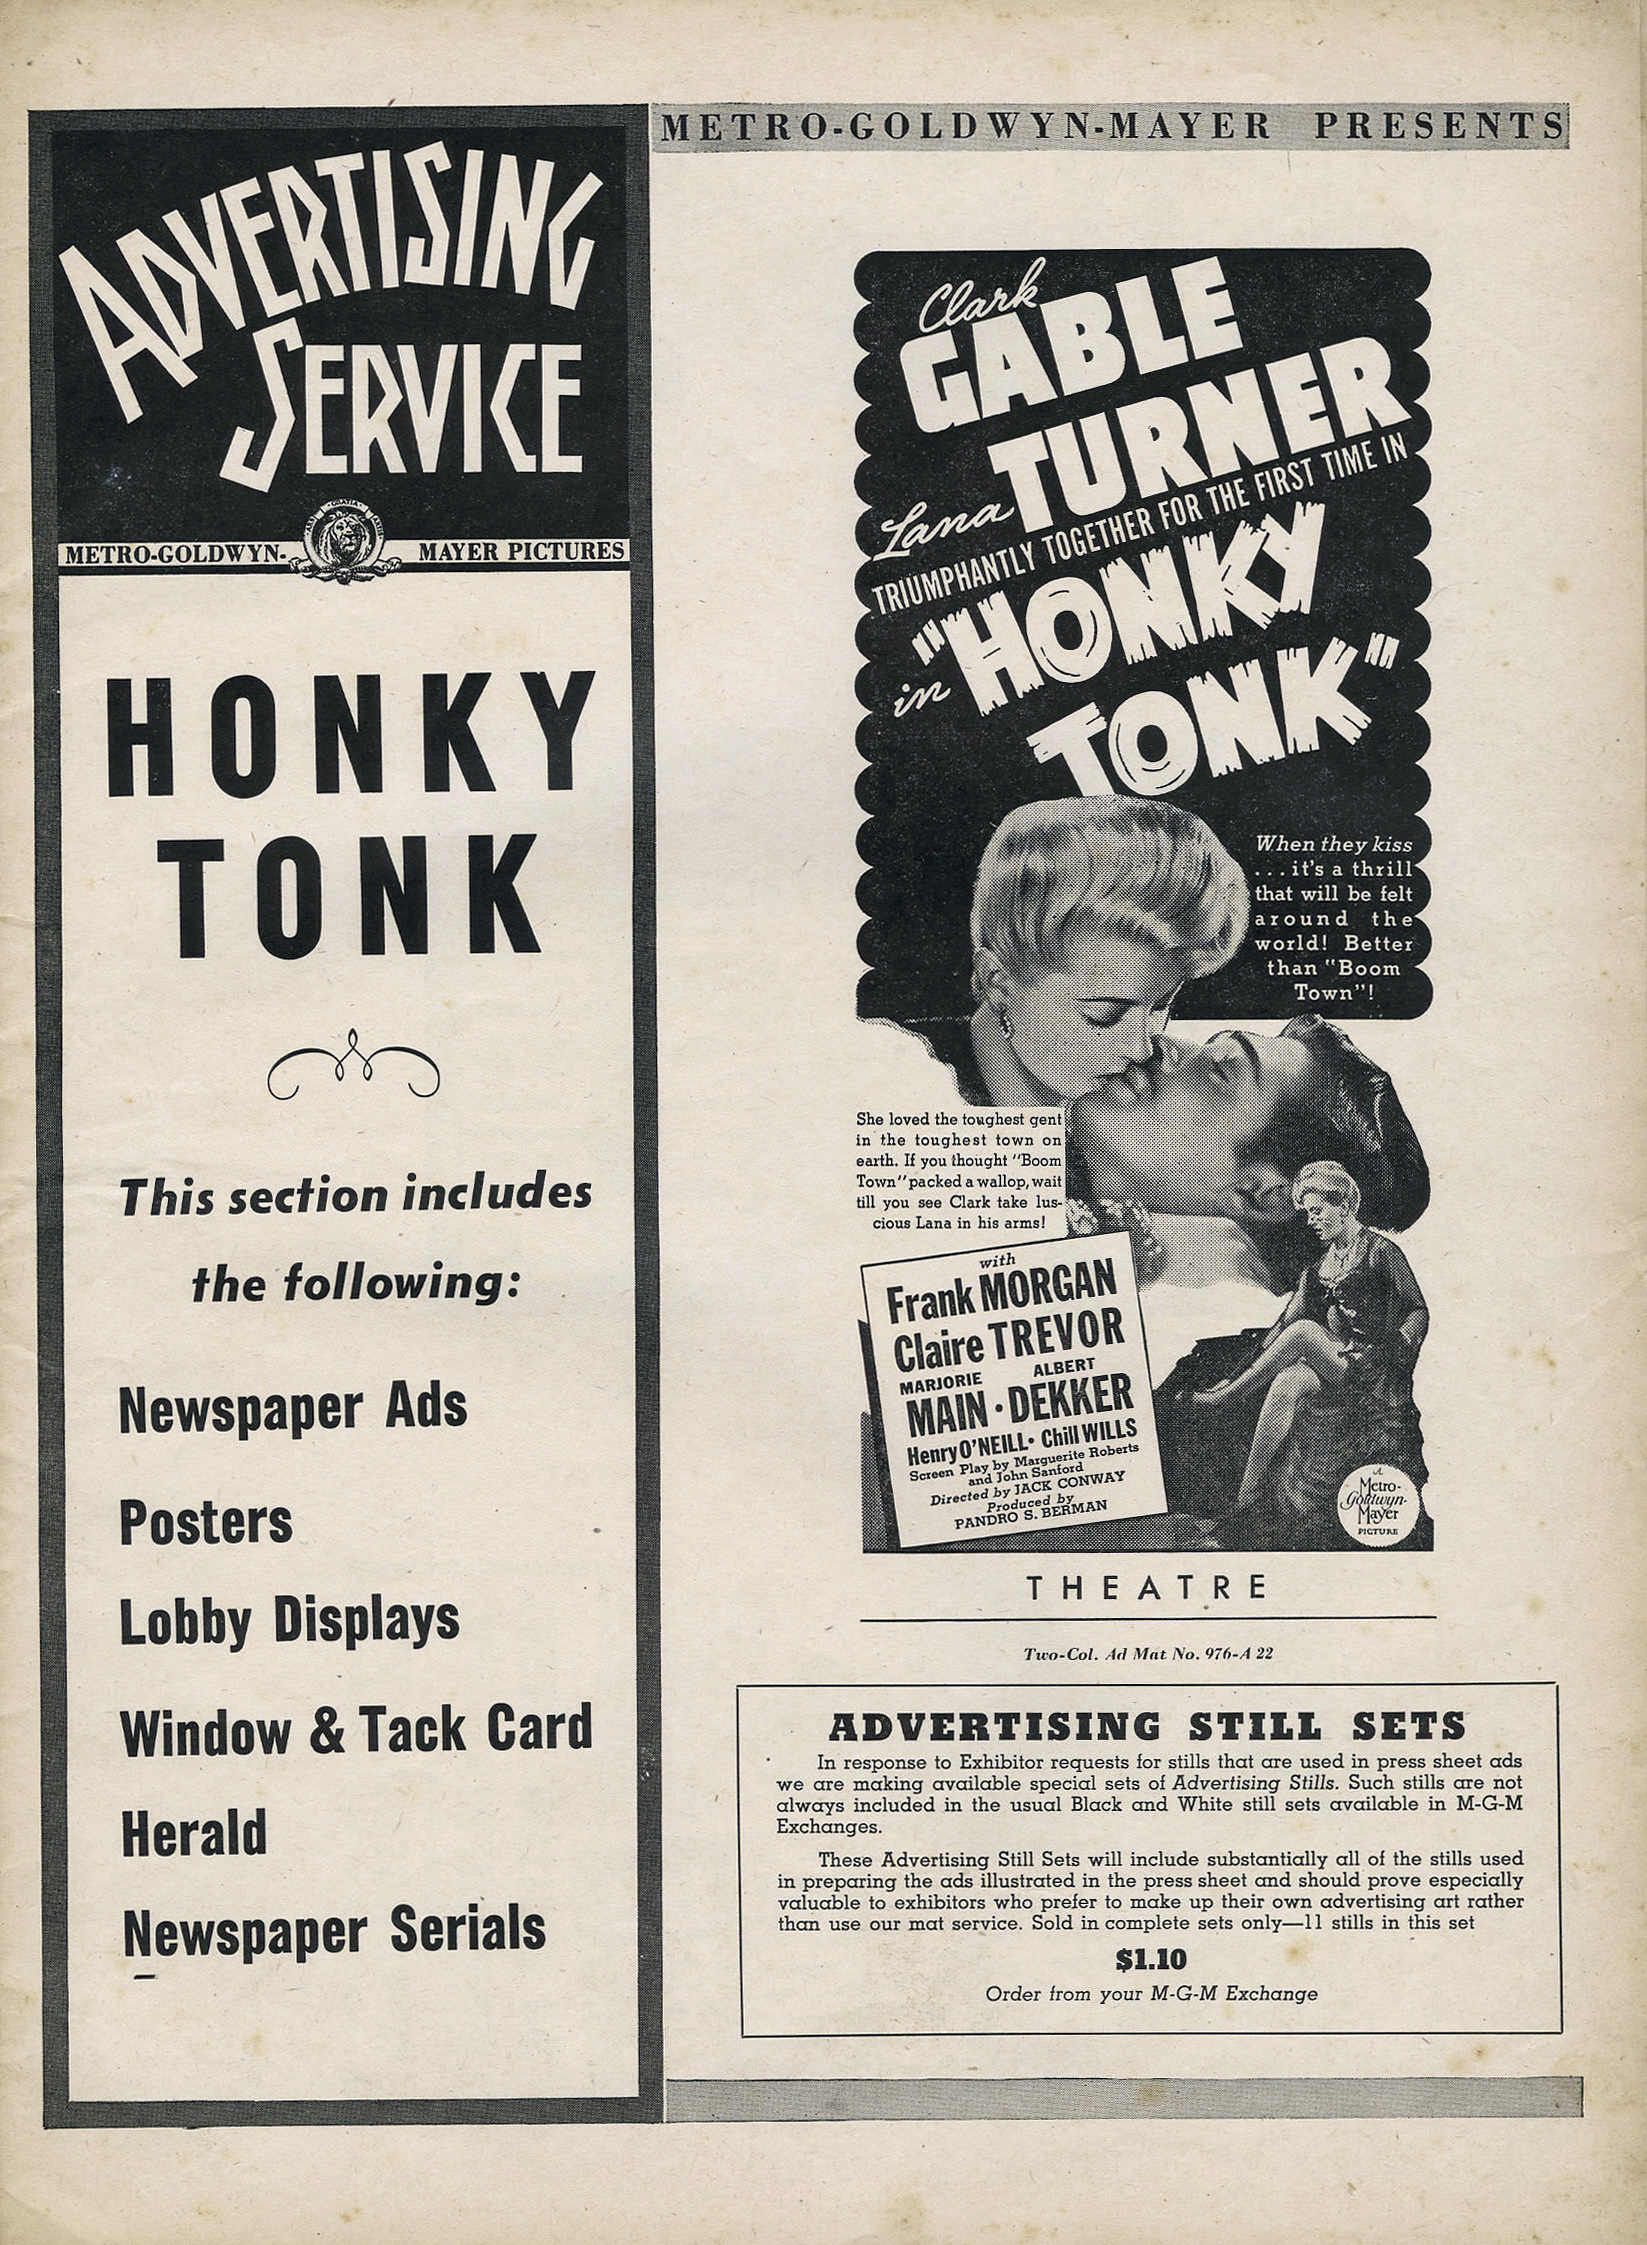 ADVERTISING
SERVICE
ARS GRATIA ARTIS
METRO-GOLDWYN- MAYER PICTURES
HONKY
TONK
This section includes
the following:
Newspaper Ads
Posters
Lobby Displays
Window & Tack Card
Herald
Newspaper Serials
METRO-GOLDWYN-MAYER PRESENTS
Clark
GABLE
Lana TURNER
TRIUMPHANTLY TOGETHER FOR THE FIRST TIME IN
in "HONKY
TONK"
When they kiss
...it's a thrill
that will be felt
around the
world! Better
than "Boom
Town"!
She loved the toughest gent
in the toughest town on
earth. If you thought "Boom
Town" packed a wallop, wait
till you see Clark take lus-
cious Lana in his arms!
with
Frank MORGAN
Claire TREVOR
MARJORIE ALBERT
MAIN · DEKKER
Henry O'NEILL · Chill WILLS
Screen Play by Marguerite Roberts
and John Sanford
Directed by JACK CONWAY
Produced by
PANDRO S. BERMAN
A
Metro-
Goldwyn-
Mayer
PICTURE
THEATRE
Two-Col. Ad Mat No. 976-A 22
ADVERTISING STILL SETS
In response to Exhibitor requests for stills that are used in press sheet ads
we are making available special sets of Advertising Stills. Such stills are not
always included in the usual Black and White still sets available in M-G-M
Exchanges.
These Advertising Still Sets will include substantially all of the stills used
in preparing the ads illustrated in the press sheet and should prove especially
valuable to exhibitors who prefer to make up their own advertising art rather
than use our mat service. Sold in complete sets only—11 stills in this set
$1.10
Order from your M-G-M Exchange